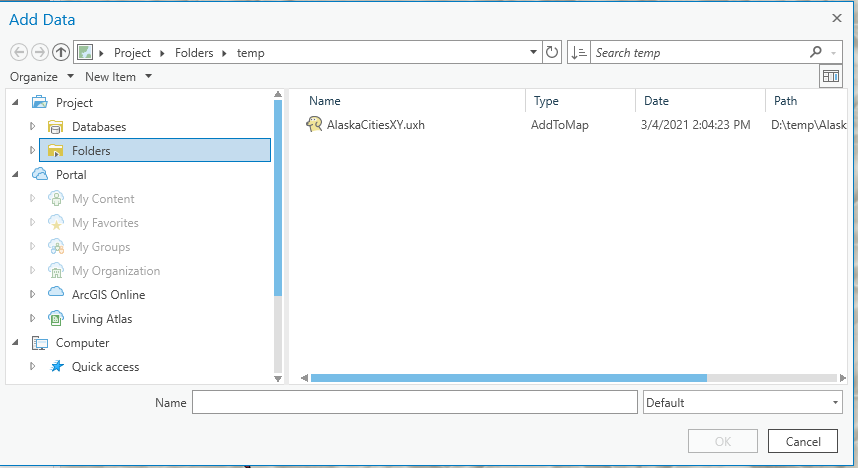 Add Data
Project Folders temp
Search temp
Organize New Item
Project
Databases
Folders
Portal
My Content
My Favorites
My Groups
My Organization
ArcGIS Online
Living Atlas
Computer
Quick access
Name Type Date Path
AlaskaCitiesXY.uxh AddToMap 3/4/2021 2:04:23 PM D:\temp\Alask
Name
Default
OK Cancel